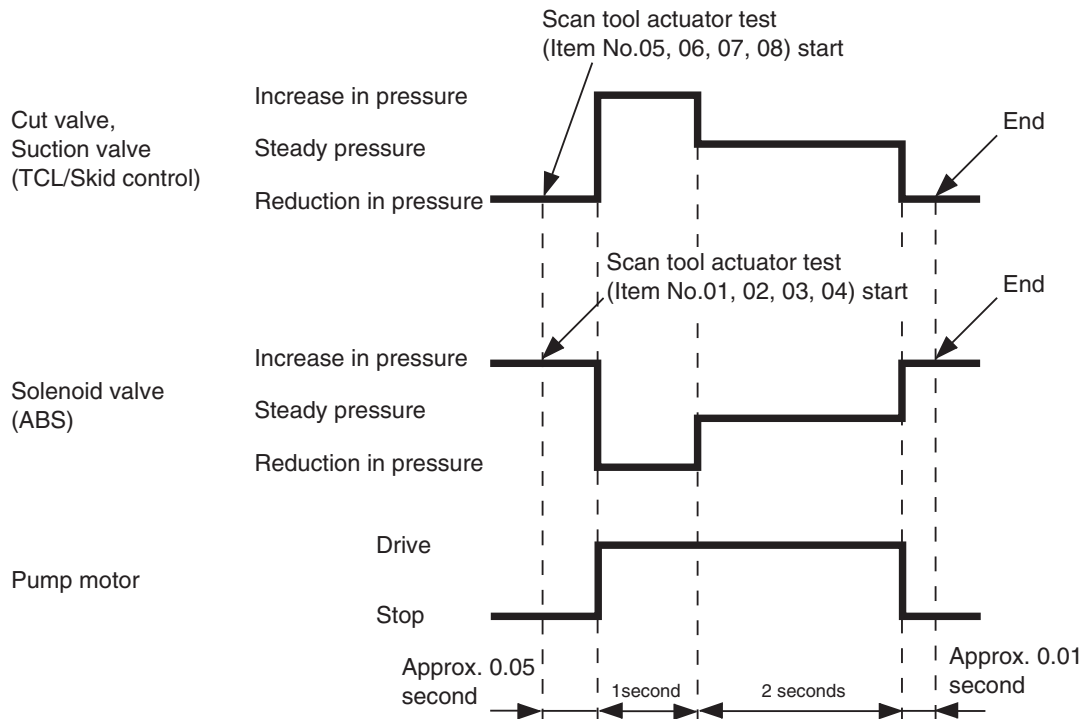 Scan tool actuator test
(Item No.05, 06, 07, 08) start
Cut valve,
Suction valve
(TCL/Skid control)
Increase in pressure
Steady pressure
Reduction in pressure
End
Scan tool actuator test
(Item No.01, 02, 03, 04) start
End
Solenoid valve
(ABS)
Increase in pressure
Steady pressure
Reduction in pressure
Pump motor
Drive
Stop
Approx. 0.05
second
1second
2 seconds
Approx. 0.01
second